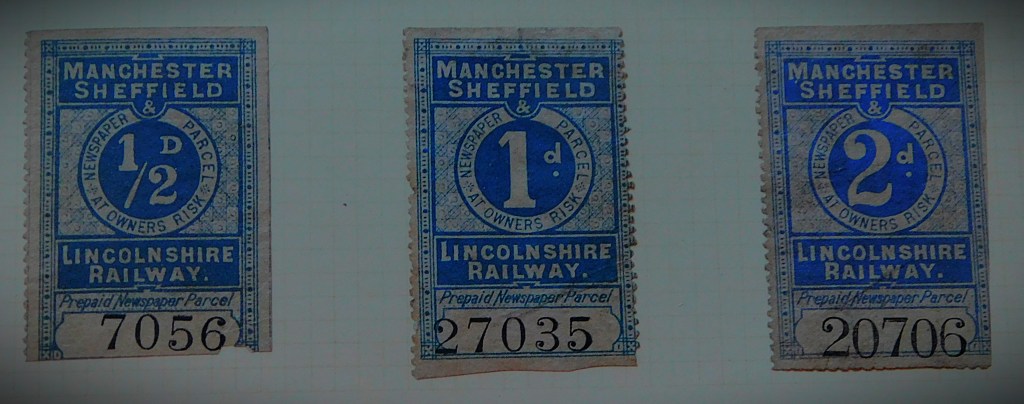 MANCHESTER
SHEFFIELD
&
NEWSPAPER PARCEL
AT OWNERS RISK
1/2 D
LINCOLNSHIRE
RAILWAY.
Prepaid Newspaper Parcel
7056
MANCHESTER
SHEFFIELD
&
NEWSPAPER PARCEL
AT OWNERS RISK
1d.
LINCOLNSHIRE
RAILWAY.
Prepaid Newspaper Parcel
27035
MANCHESTER
SHEFFIELD
&
NEWSPAPER PARCEL
AT OWNERS RISK
2d.
LINCOLNSHIRE
RAILWAY.
Prepaid Newspaper Parcel
20706